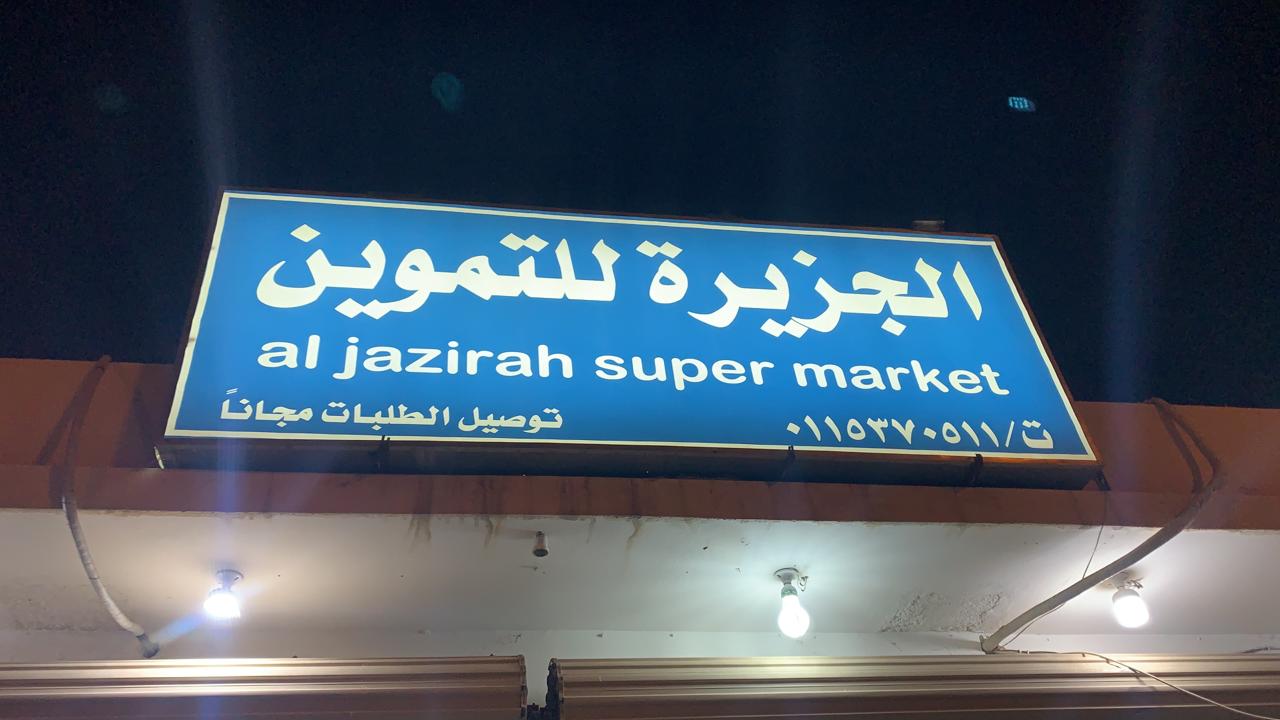 الجزيرة للتموين
al jazirah super market
ت/٠١١٥٣٧٠٥١١
توصيل الطلبات مجاناً